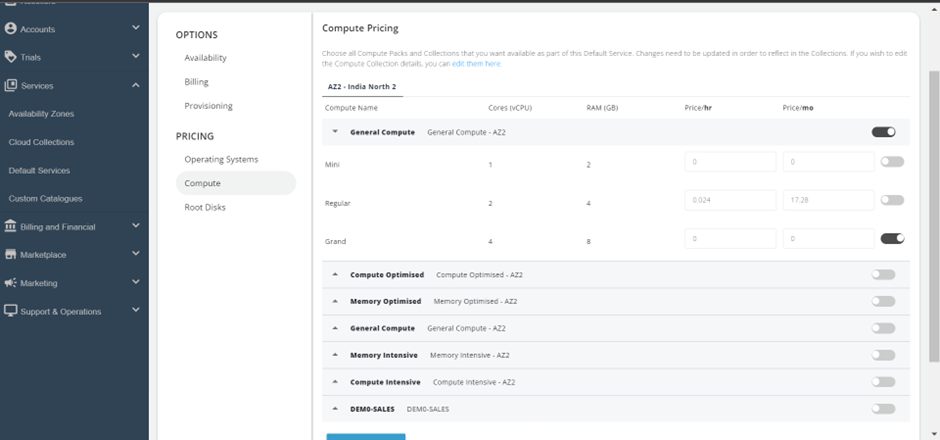 Accounts
Trials
Services
Availability Zones
Cloud Collections
Default Services
Custom Catalogues
Billing and Financial
Marketplace
Marketing
Support & Operations
OPTIONS
Availability
Billing
Provisioning
PRICING
Operating Systems
Compute
Root Disks
Compute Pricing
Choose all Compute Packs and Collections that you want available as part of this Default Service. Changes need to be updated in order to reflect in the Collections. If you wish to edit
the Compute Collection details, you can edit them here.
AZ2 - India North 2
Compute Name Cores (vCPU) RAM (GB) Price/hr Price/mo
General Compute General Compute - AZ2
Mini 1 2 0 0
Regular 2 4 0.024 17.28
Grand 4 8 0 0
Compute Optimised Compute Optimised - AZ2
Memory Optimised Memory Optimised - AZ2
General Compute General Compute - AZ2
Memory Intensive Memory Intensive - AZ2
Compute Intensive Compute Intensive - AZ2
DEM0-SALES DEM0-SALES